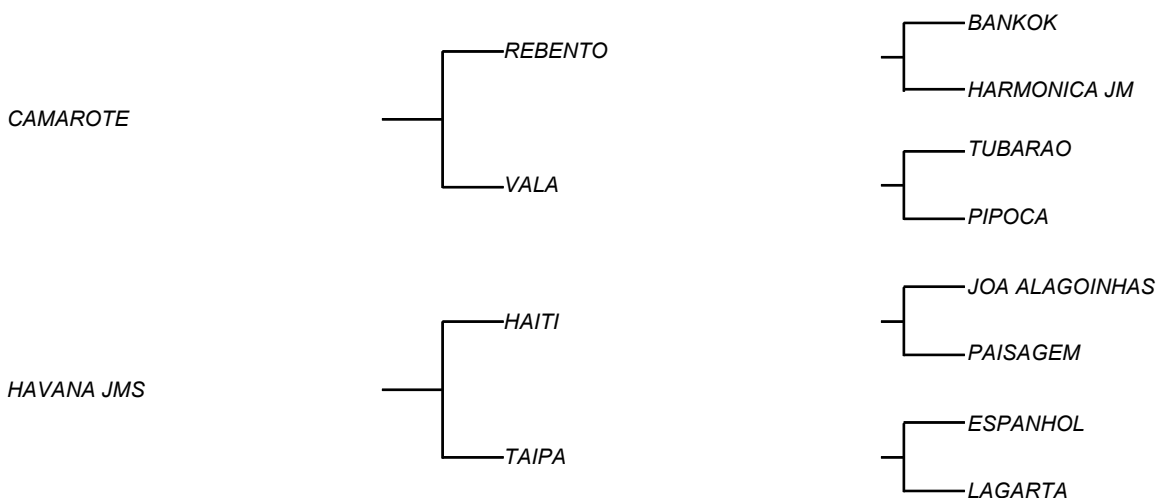 BANKOK
REBENTO
HARMONICA JM
CAMAROTE
TUBARAO
VALA
PIPOCA
JOA ALAGOINHAS
HAITI
PAISAGEM
HAVANA JMS
ESPANHOL
TAIPA
LAGARTA